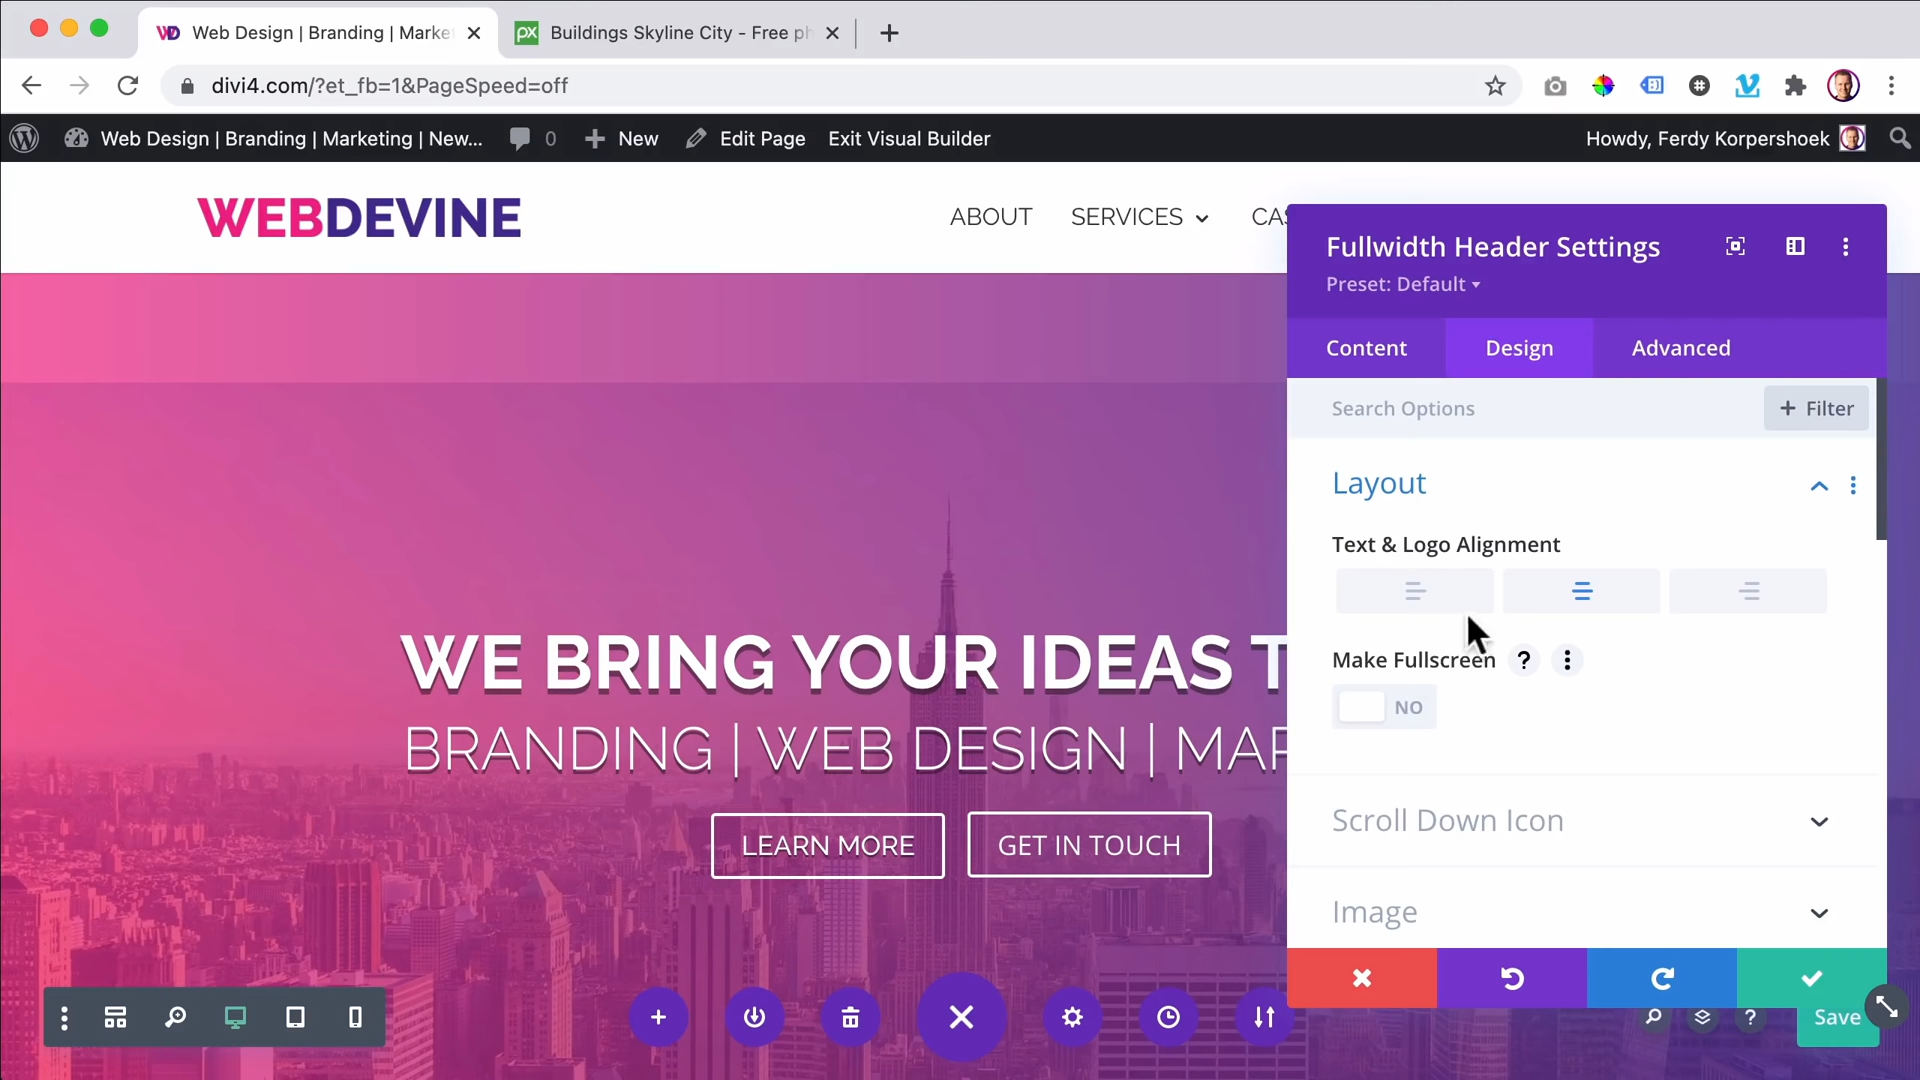 Web Design | Branding | Marke
Buildings Skyline City - Free ph
divi4.com/?et_fb=1&PageSpeed=off
Web Design | Branding | Marketing | New...
0
New
Edit Page
Exit Visual Builder
Howdy, Ferdy Korpershoek
WEBDEVINE
ABOUT
SERVICES
CAS
Fullwidth Header Settings
Preset: Default
Content
Design
Advanced
Search Options
Filter
Layout
Text & Logo Alignment
Make Fullscreen
NO
Scroll Down Icon
Image
WE BRING YOUR IDEAS T
BRANDING | WEB DESIGN | MAR
LEARN MORE
GET IN TOUCH
Save